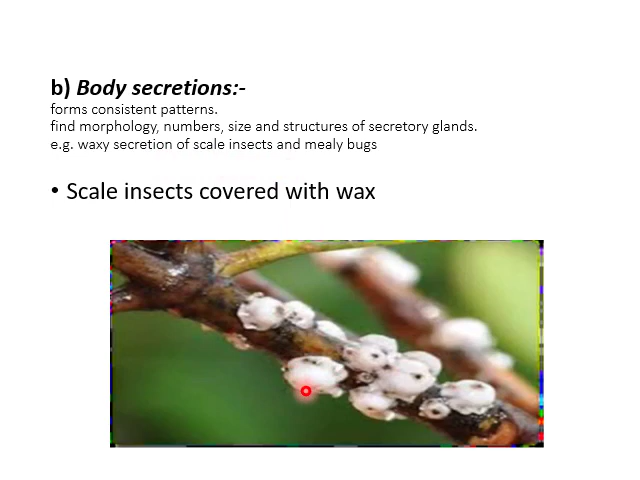 b) Body secretions:-
forms consistent patterns.
find morphology, numbers, size and structures of secretory glands.
e.g. waxy secretion of scale insects and mealy bugs
• Scale insects covered with wax